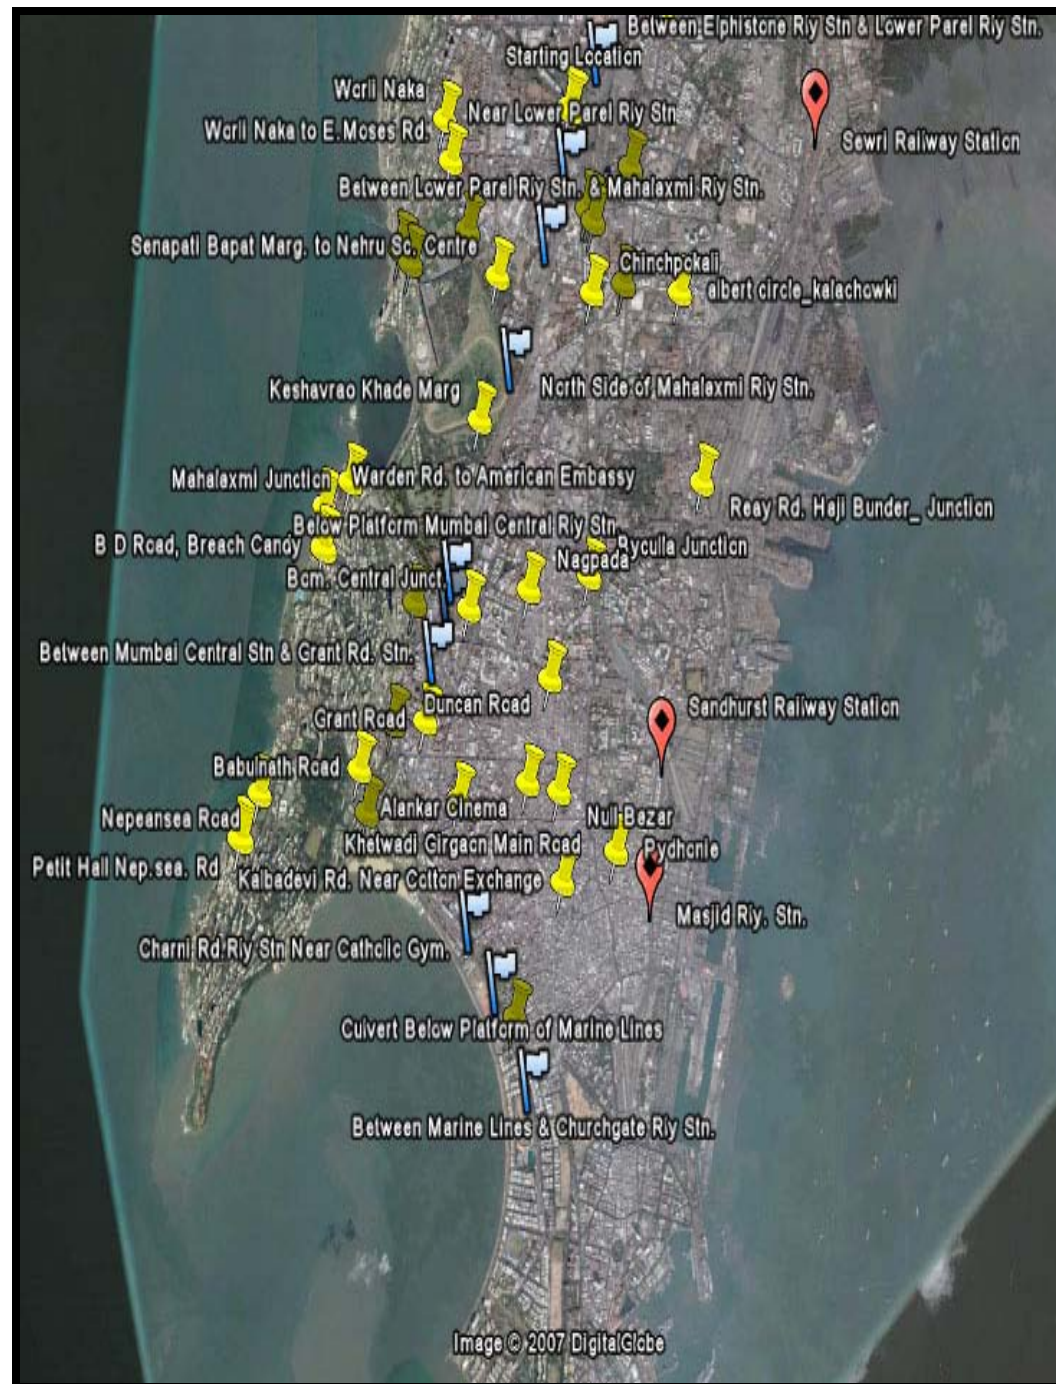 Between Elphistone Rly Stn & Lower Parel Rly Stn.
Starting Location
Worli Naka
Near Lower Parel Rly Stn
Worli Naka to E.Moses Rd.
Sewri Railway Station
Between Lower Parel Rly Stn. & Mahalaxmi Rly Stn.
Senapati Bapat Marg. to Nehru Sc. Centre
Chinchpokali
albert circle_kalachowki
Keshavrao Khade Marg
North Side of Mahalaxmi Rly Stn.
Mahalaxmi Junction
Warden Rd. to American Embassy
Reay Rd. Haji Bunder_ Junction
Below Platform Mumbai Central Rly Stn.
B D Road, Breach Candy
Byculla Junction
Nagpada
Bom. Central Junct.
Between Mumbai Central Stn & Grant Rd. Stn.
Duncan Road
Sandhurst Railway Station
Grant Road
Babulnath Road
Alankar Cinema
Nepeansea Road
Null Bazar
Khetwadi Girgaon Main Road
Pydhonie
Petit Hall Nep.sea. Rd
Kalbadevi Rd. Near Cotton Exchange
Masjid Rly. Stn.
Charni Rd Rly Stn Near Catholic Gym.
Culvert Below Platform of Marine Lines
Between Marine Lines & Churchgate Rly Stn.
Image © 2007 DigitalGlobe